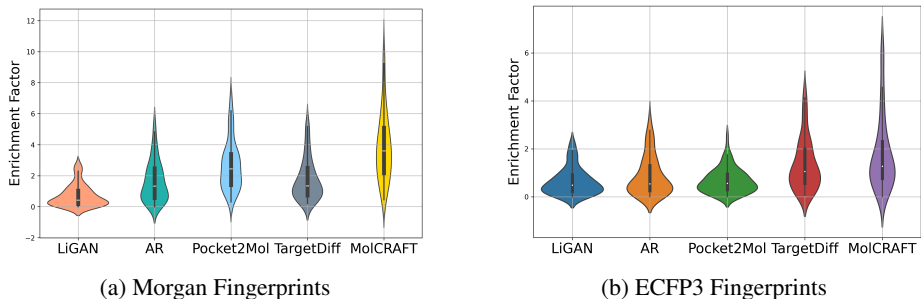 Enrichment Factor
12
10
8
6
4
2
0
−2
LiGAN AR Pocket2Mol TargetDiff MolCRAFT
(a) Morgan Fingerprints
Enrichment Factor
6
4
2
0
LiGAN AR Pocket2Mol TargetDiff MolCRAFT
(b) ECFP3 Fingerprints